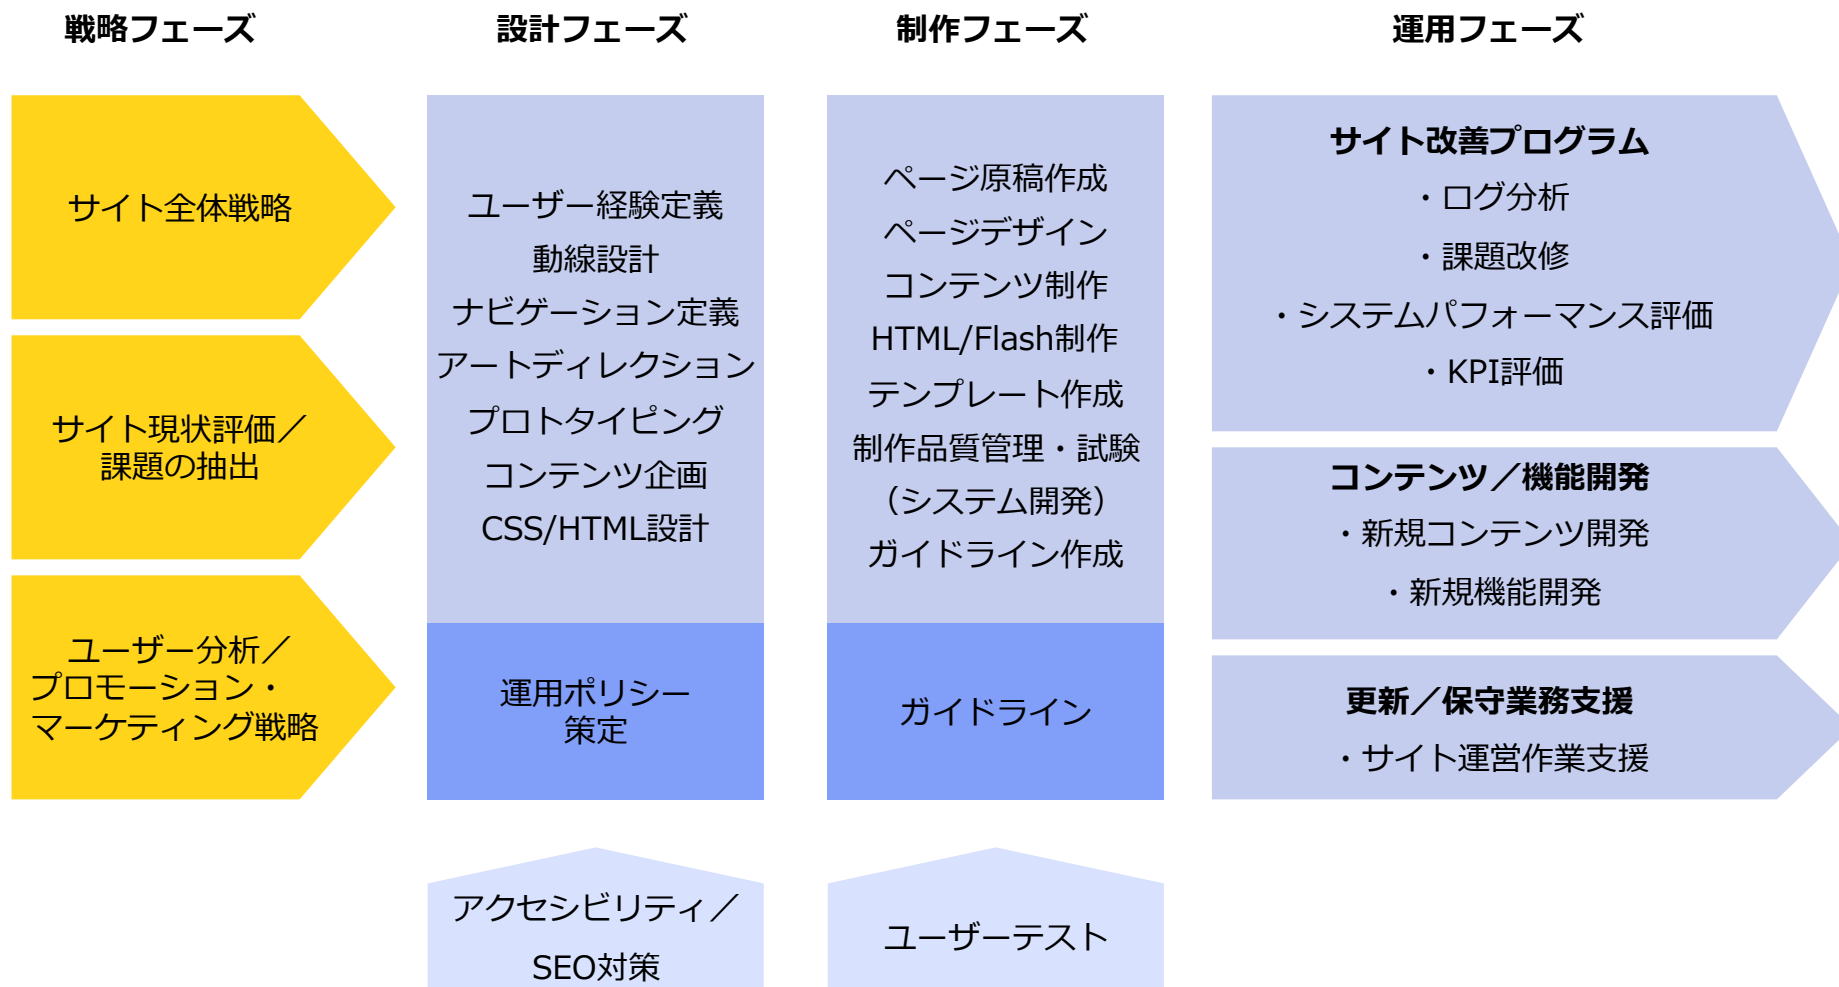 戦略フェーズ
設計フェーズ
制作フェーズ
運用フェーズ
サイト全体戦略
サイト現状評価／
課題の抽出
ユーザー分析／
プロモーション・
マーケティング戦略
ユーザー経験定義
動線設計
ナビゲーション定義
アートディレクション
プロトタイピング
コンテンツ企画
CSS/HTML設計
運用ポリシー
策定
アクセシビリティ／
SEO対策
ページ原稿作成
ページデザイン
コンテンツ制作
HTML/Flash制作
テンプレート作成
制作品質管理・試験
（システム開発）
ガイドライン作成
ガイドライン
ユーザーテスト
サイト改善プログラム
・ログ分析
・課題改修
・システムパフォーマンス評価
・KPI評価
コンテンツ／機能開発
・新規コンテンツ開発
・新規機能開発
更新／保守業務支援
・サイト運営作業支援